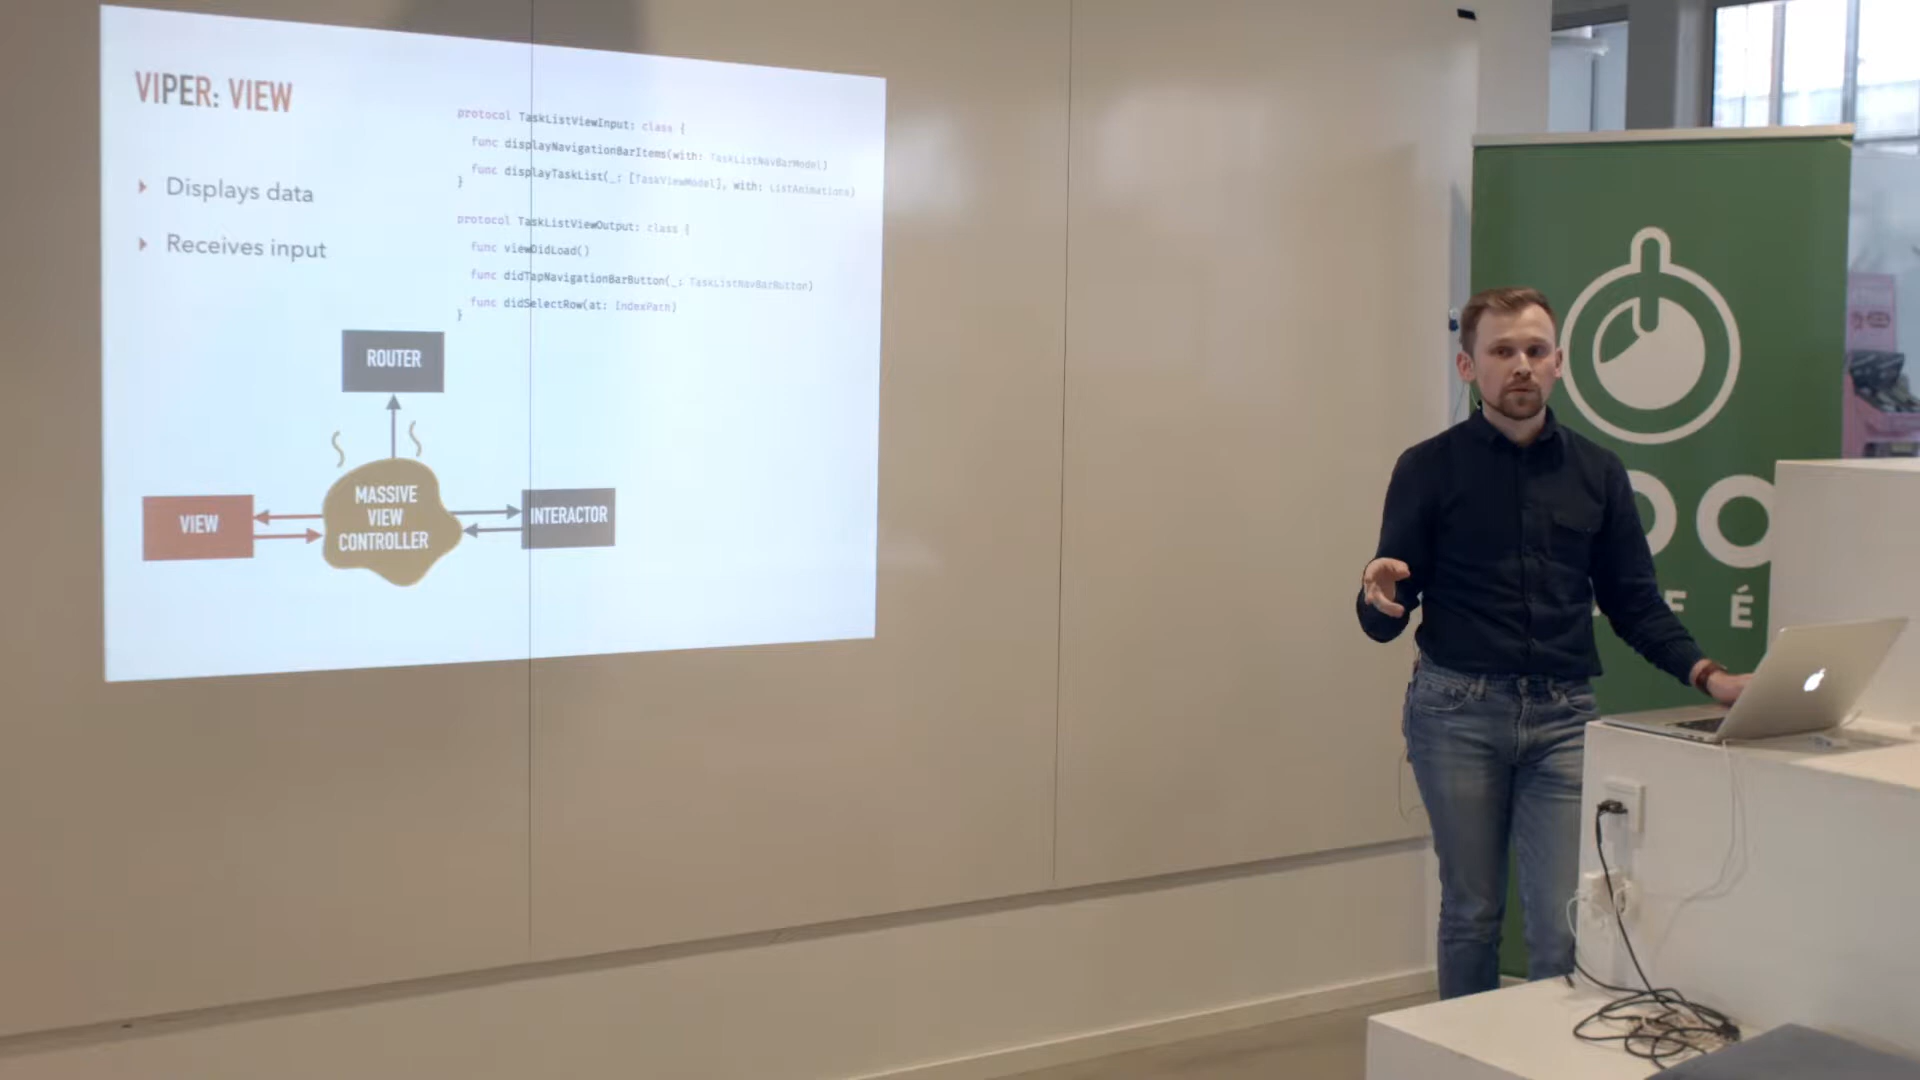 VIPER: VIEW
Displays data
Receives input
protocol TaskListViewInput: class {
func displayNavigationBarItems(with: TaskListNavBarModel)
func displayTaskList(_: [TaskViewModel], with: ListAnimations)
}
protocol TaskListViewOutput: class {
func viewDidLoad()
func didTapNavigationBarButton(_: TaskListNavBarButton)
func didSelectRow(at: IndexPath)
}
ROUTER
VIEW
MASSIVE
VIEW
CONTROLLER
INTERACTOR